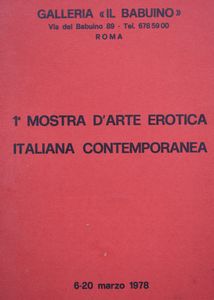 GALLERIA «IL BABUINO»
Via del Babuino 89 - Tel. 678 59 00
ROMA
1ª MOSTRA D'ARTE EROTICA
ITALIANA CONTEMPORANEA
6-20 marzo 1978